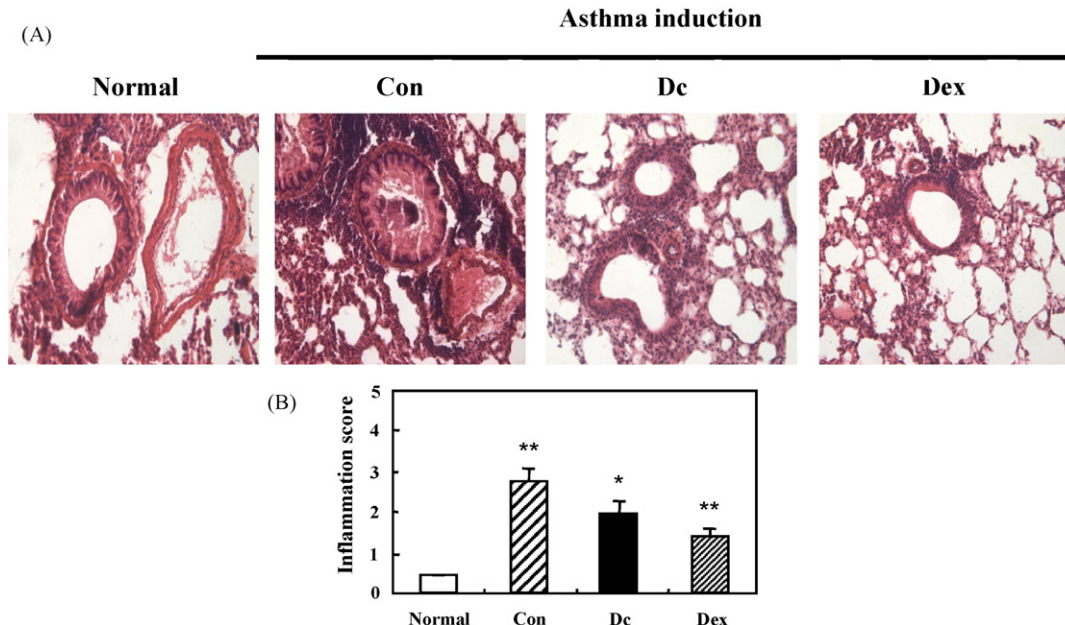 Asthma induction
(A)
Normal Con Dc Dex
(B)
Inflammation score
5
4
3
2
1
0
**
*
**
Normal Con Dc Dex